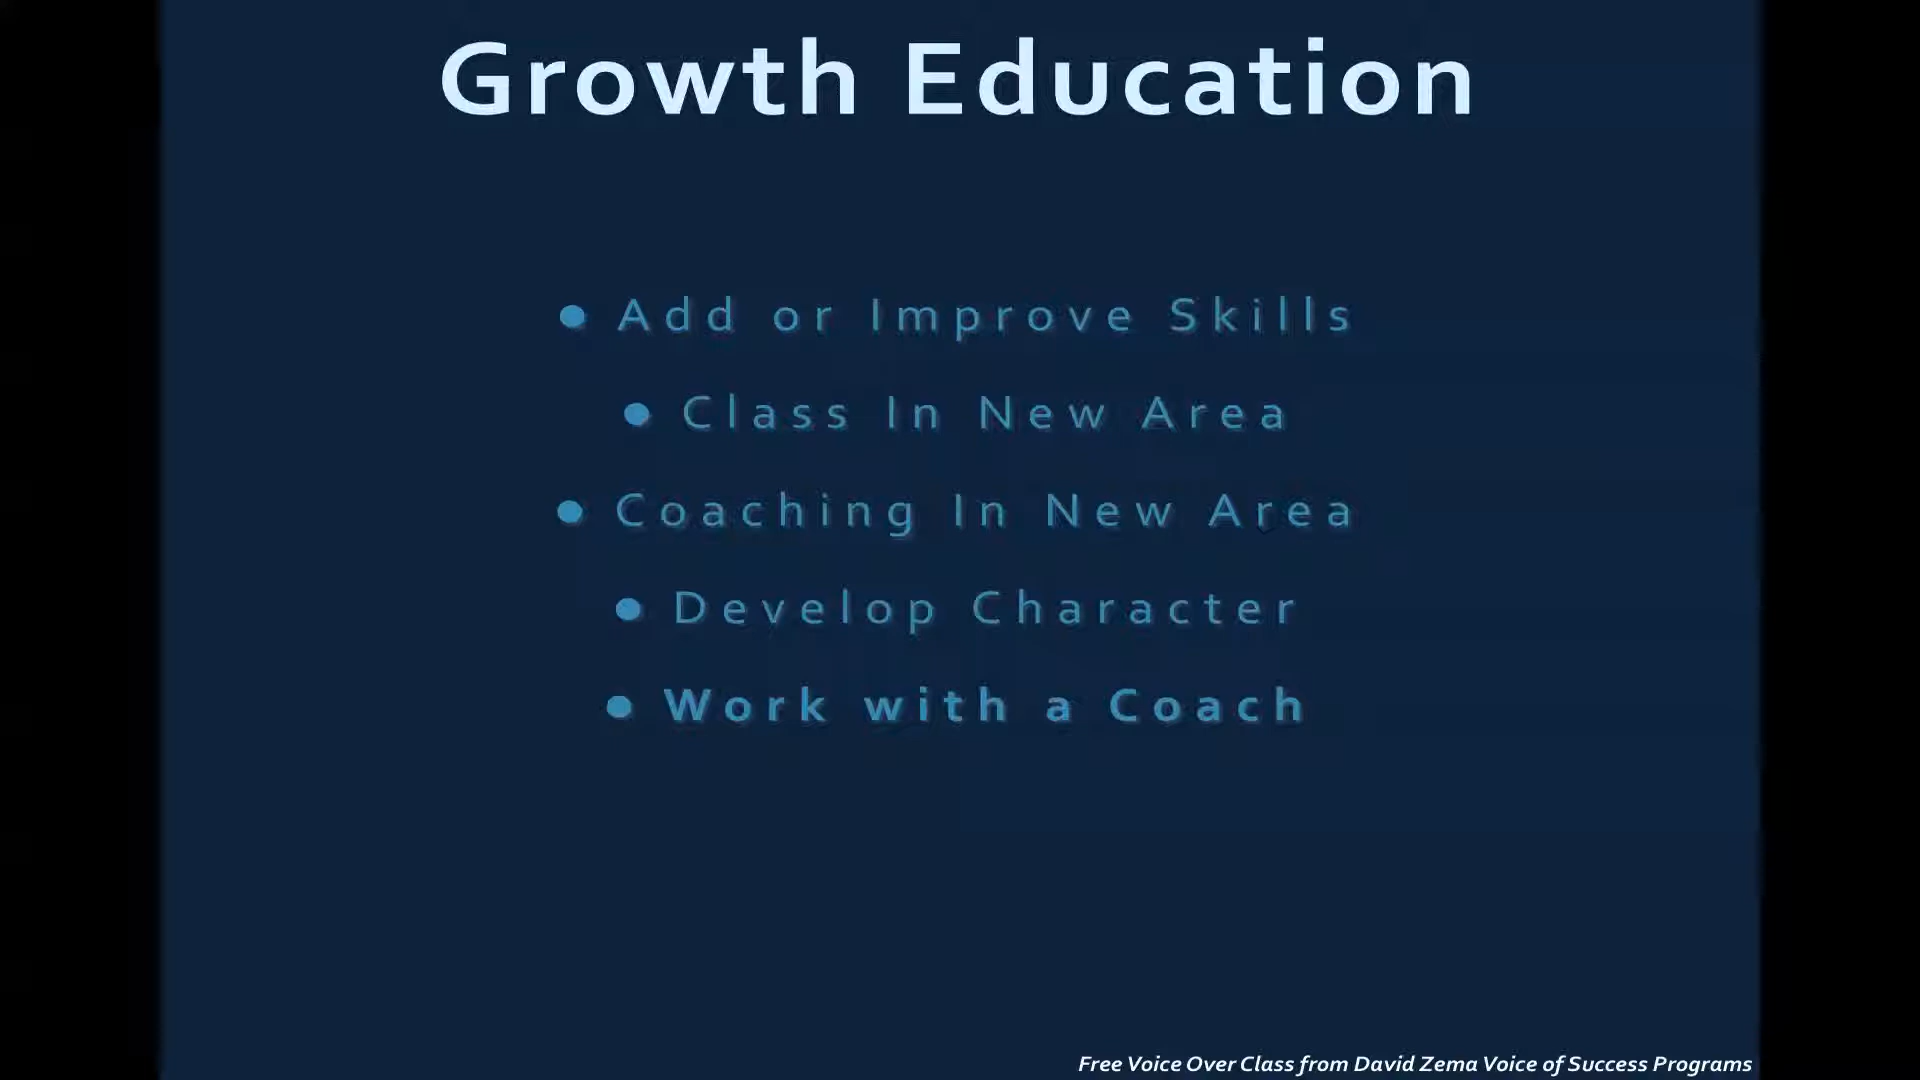 Growth Education
• Add or Improve Skills
• Class In New Area
• Coaching In New Area
• Develop Character
• Work with a Coach
Free Voice Over Class from David Zema Voice of Success Programs